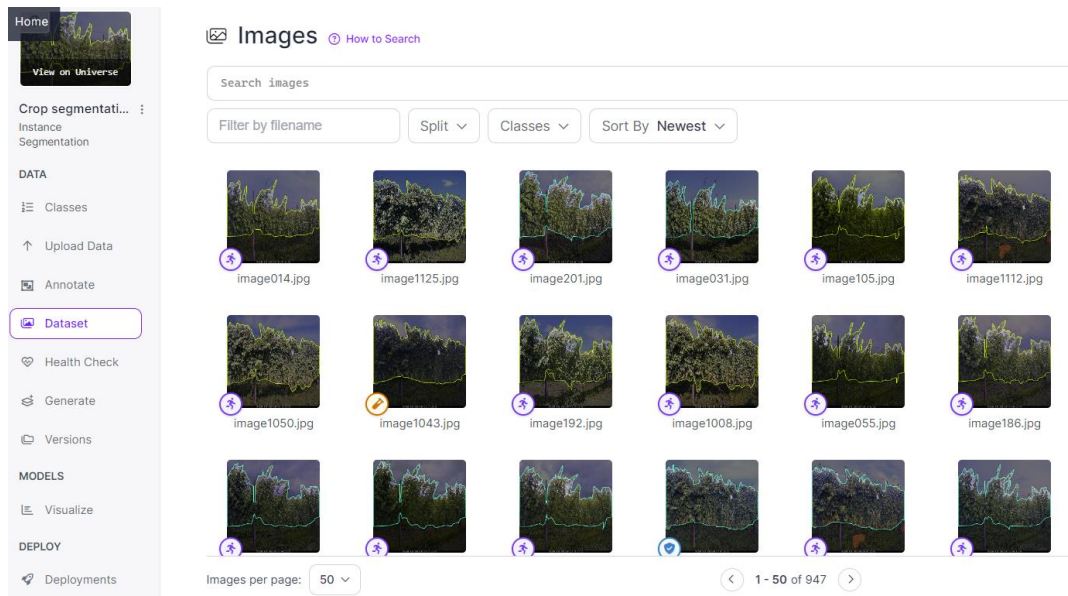 Home
View on Universe
Crop segmentati...
Instance
Segmentation
DATA
Classes
Upload Data
Annotate
Dataset
Health Check
Generate
Versions
MODELS
Visualize
DEPLOY
Deployments
Images
How to Search
Search images
Filter by filename
Split
Classes
Sort By Newest
image014.jpg
image1125.jpg
image201.jpg
image031.jpg
image105.jpg
image1112.jpg
image1050.jpg
image1043.jpg
image192.jpg
image1008.jpg
image055.jpg
image186.jpg
Images per page: 50
1 - 50 of 947